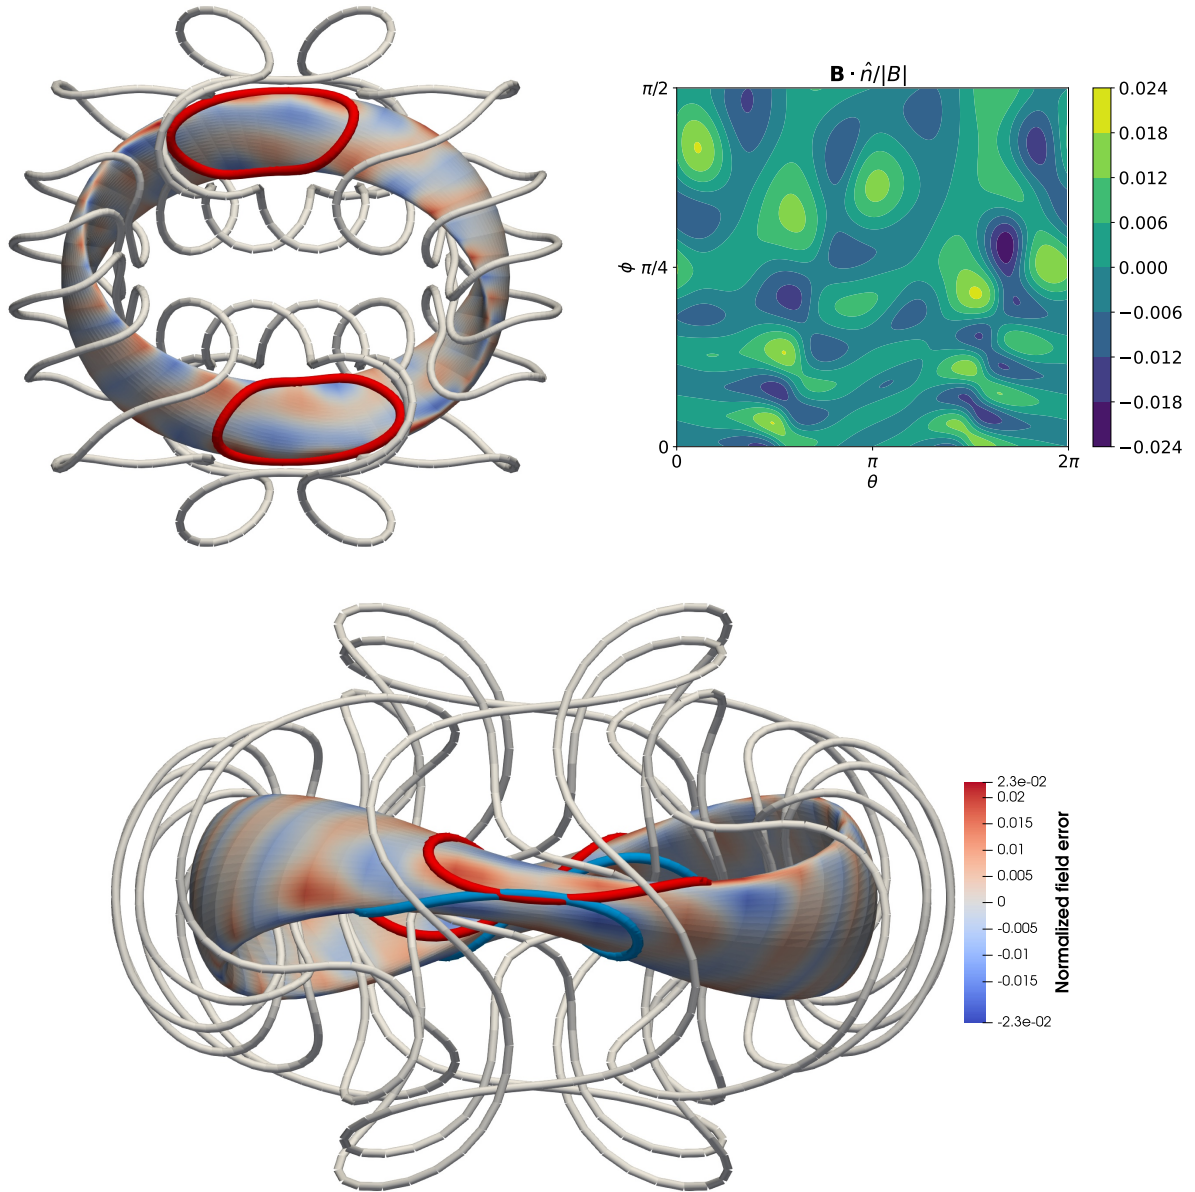 B · n̂/|B|
π/2
π/4
0
ϕ
0
π
2π
θ
0.024
0.018
0.012
0.006
0.000
−0.006
−0.012
−0.018
−0.024
2.3e-02
0.02
0.015
0.01
0.005
0
-0.005
-0.01
-0.015
-2.3e-02
Normalized field error